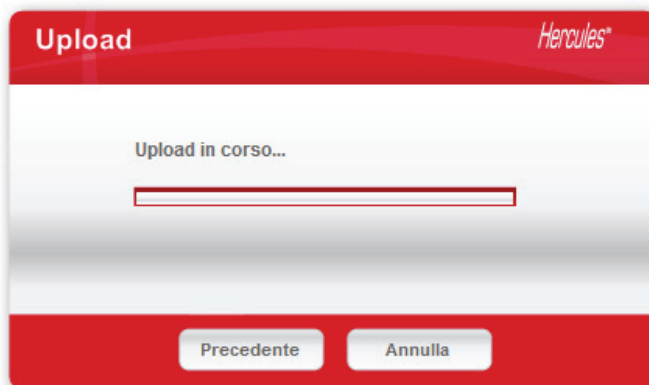 Upload
Hercules®
Upload in corso...
Precedente
Annulla